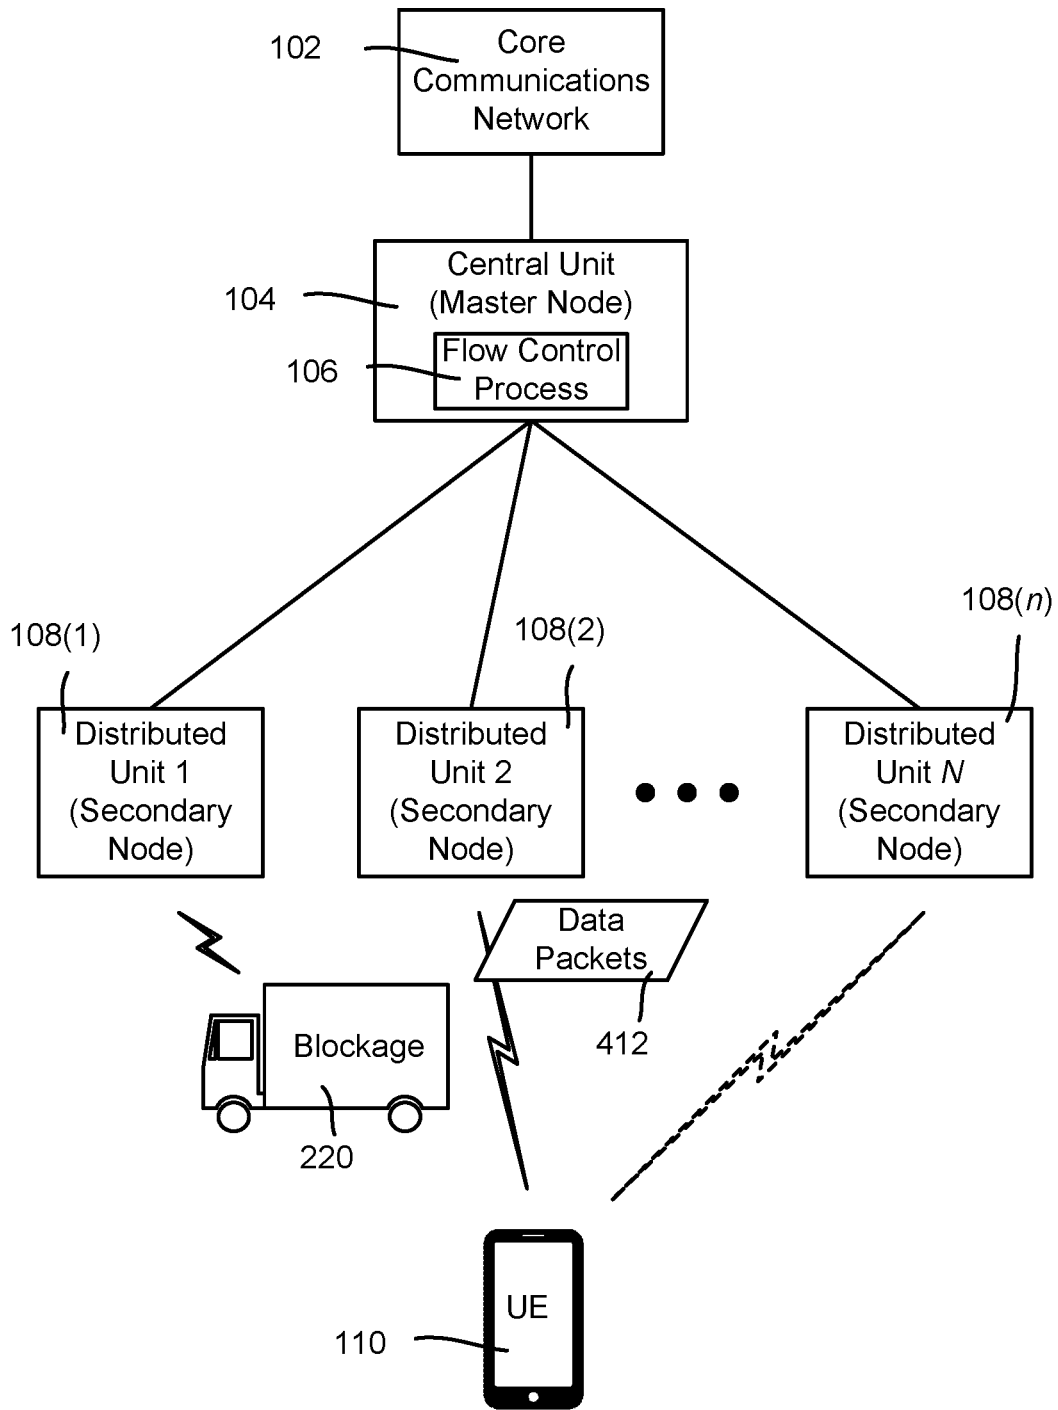 102
Core
Communications
Network
104
Central Unit
(Master Node)
106
Flow Control
Process
108(1)
108(2)
108(n)
Distributed
Unit 1
(Secondary
Node)
Distributed
Unit 2
(Secondary
Node)
Distributed
Unit N
(Secondary
Node)
Data
Packets
412
Blockage
220
UE
110